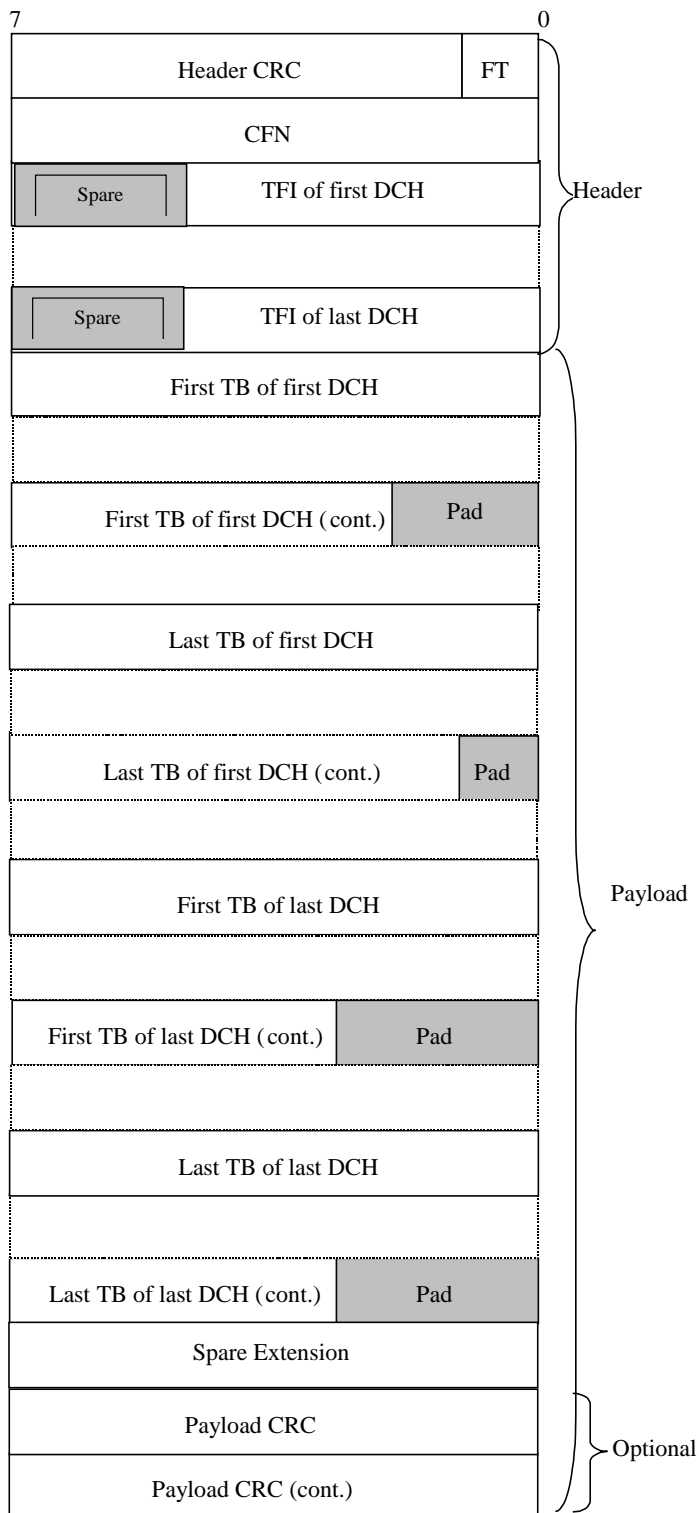 7 0
Header CRC FT
CFN
Spare TFI of first DCH
Header
Spare TFI of last DCH
First TB of first DCH
First TB of first DCH (cont.) Pad
Last TB of first DCH
Last TB of first DCH (cont.) Pad
First TB of last DCH
Payload
First TB of last DCH (cont.) Pad
Last TB of last DCH
Last TB of last DCH (cont.) Pad
Spare Extension
Payload CRC
Optional
Payload CRC (cont.)